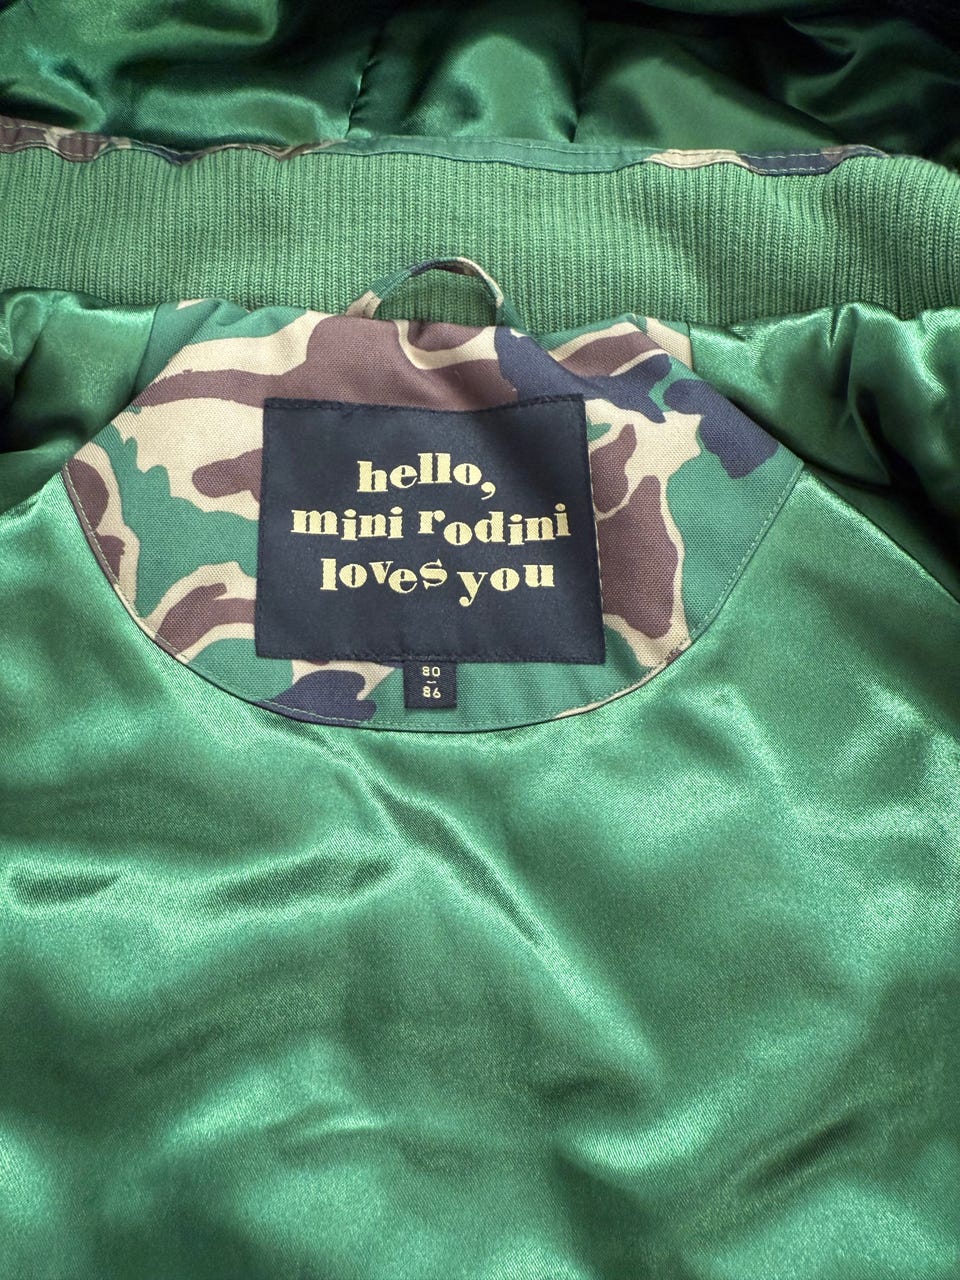 hello,
mini rodini
loves you
80
–
86